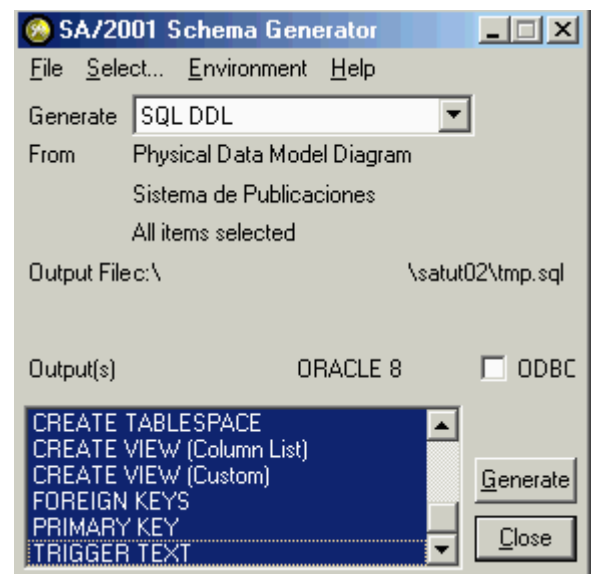 SA/2001 Schema Generator
File Select... Environment Help
Generate SQL DDL
From Physical Data Model Diagram
Sistema de Publicaciones
All items selected
Output File c:\ \satut02\tmp.sql
Output(s) ORACLE 8 ODBC
CREATE TABLESPACE
CREATE VIEW (Column List)
CREATE VIEW (Custom)
FOREIGN KEYS
PRIMARY KEY
TRIGGER TEXT
Generate
Close